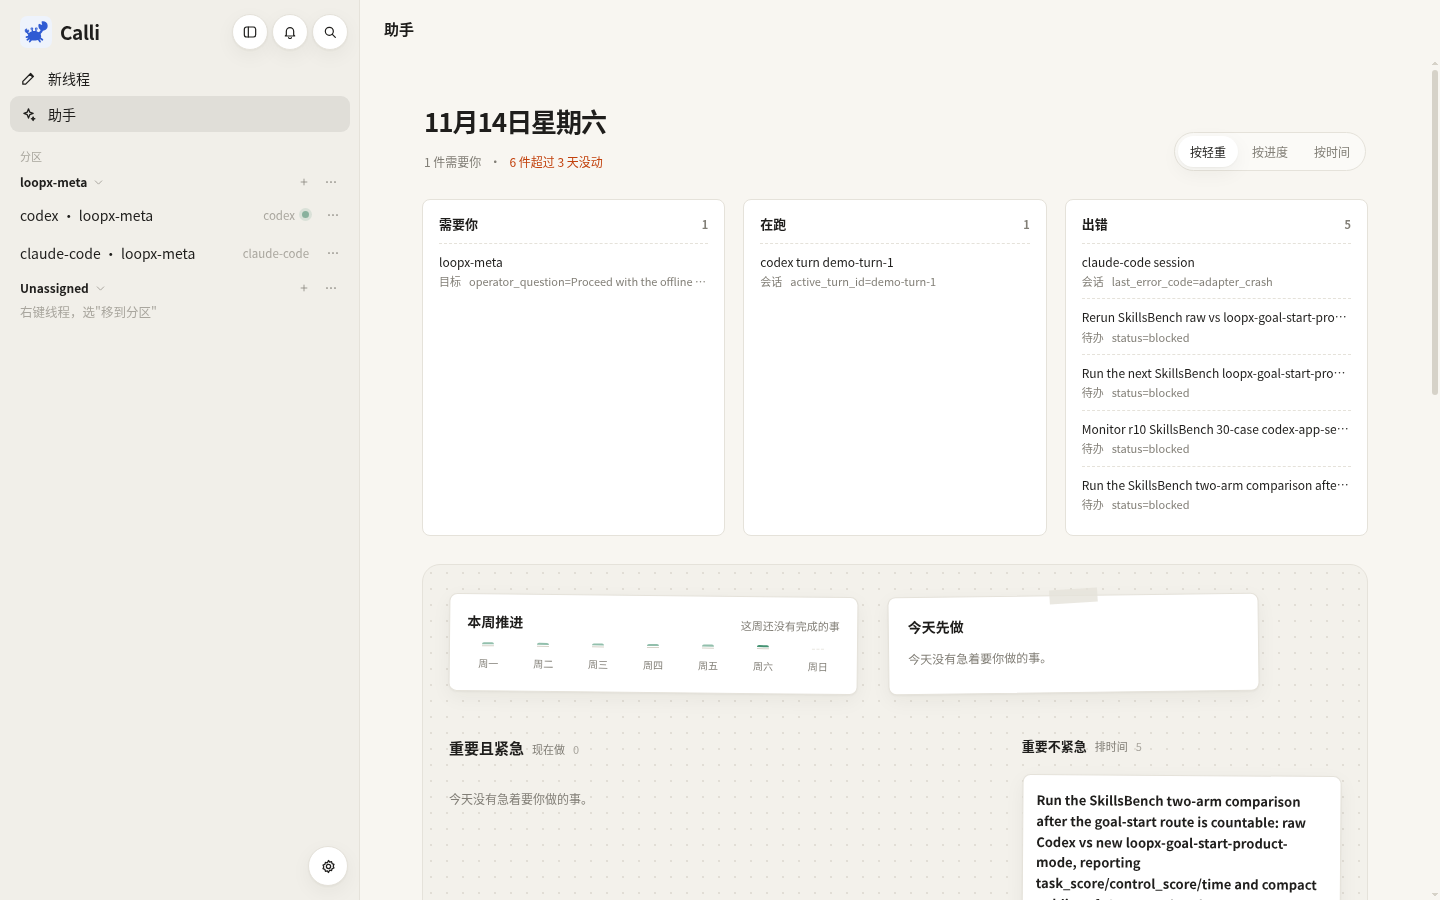 Calli
助手
新线程
助手
分区
loopx-meta
codex • loopx-meta codex
claude-code • loopx-meta claude-code
Unassigned
右键线程，选"移到分区"
11月14日星期六
1 件需要你 • 6 件超过 3 天没动
按轻重 按进度 按时间
需要你 1
loopx-meta
目标 operator_question=Proceed with the offline ···
在跑 1
codex turn demo-turn-1
会话 active_turn_id=demo-turn-1
出错 5
claude-code session
会话 last_error_code=adapter_crash
Rerun SkillsBench raw vs loopx-goal-start-pro···
待办 status=blocked
Run the next SkillsBench loopx-goal-start-pro···
待办 status=blocked
Monitor r10 SkillsBench 30-case codex-app-se···
待办 status=blocked
Run the SkillsBench two-arm comparison afte···
待办 status=blocked
本周推进 这周还没有完成的事
周一 周二 周三 周四 周五 周六 周日
今天先做
今天没有急着要你做的事。
重要且紧急 现在做 0
今天没有急着要你做的事。
重要不紧急 排时间 5
Run the SkillsBench two-arm comparison
after the goal-start route is countable: raw
Codex vs new loopx-goal-start-product-
mode, reporting
task_score/control_score/time and compact